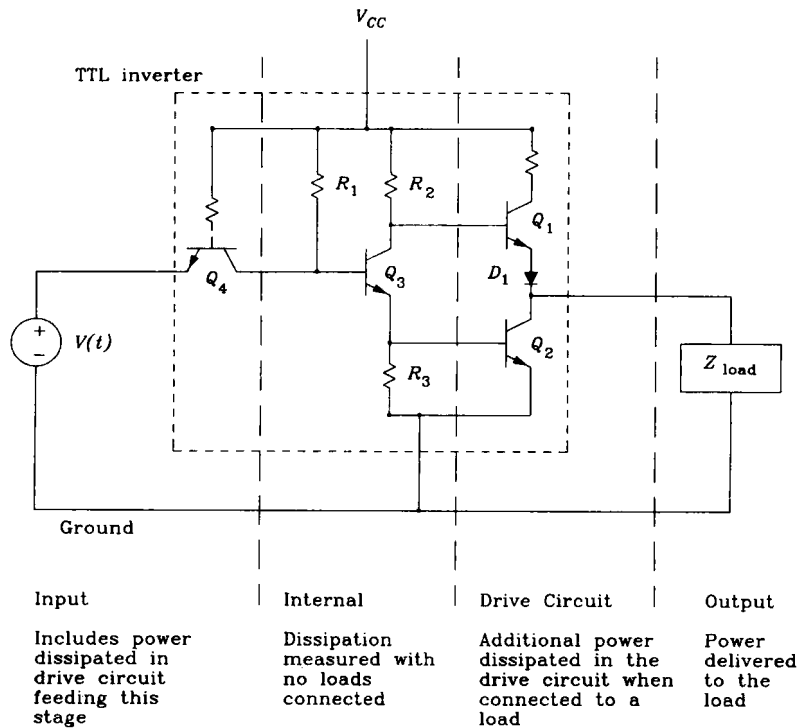 V_CC
TTL inverter
R_1
R_2
Q_1
Q_4
Q_3
D_1
V(t)
+
−
R_3
Q_2
Z_load
Ground
Input
Includes power
dissipated in
drive circuit
feeding this
stage
Internal
Dissipation
measured with
no loads
connected
Drive Circuit
Additional power
dissipated in the
drive circuit when
connected to a
load
Output
Power
delivered
to the
load